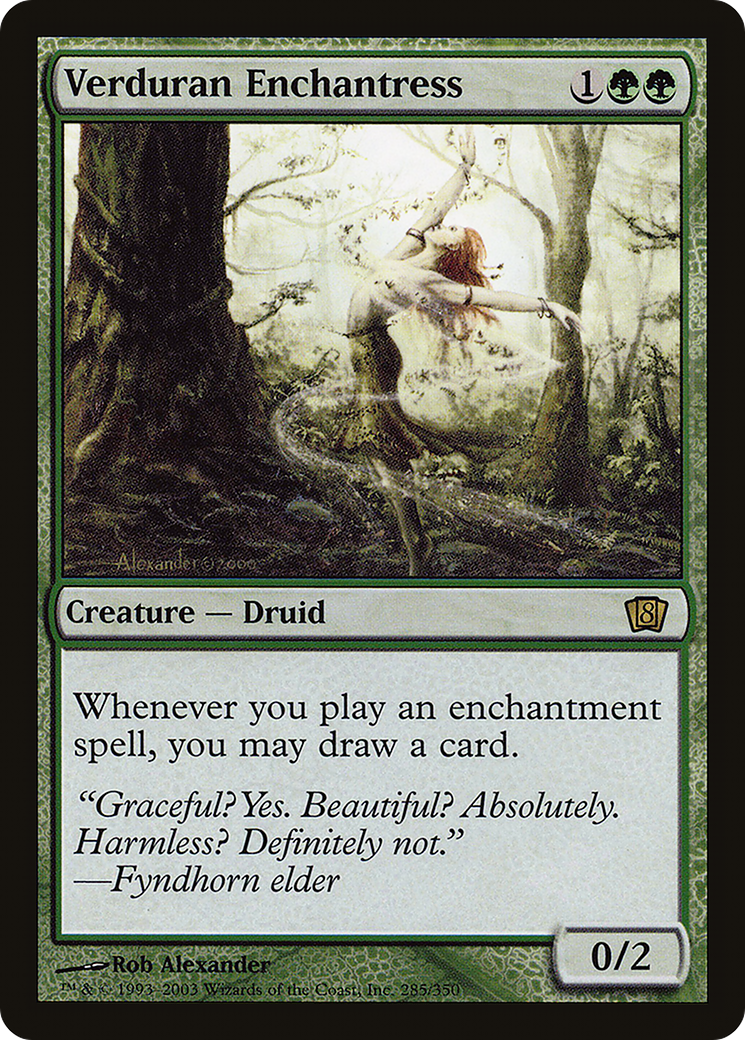 Verduran Enchantress 1
Alexander©2000
Creature — Druid 8
Whenever you play an enchantment
spell, you may draw a card.
“Graceful? Yes. Beautiful? Absolutely.
Harmless? Definitely not.”
—Fyndhorn elder
0/2
Rob Alexander
™ & © 1993–2003 Wizards of the Coast, Inc. 285/350